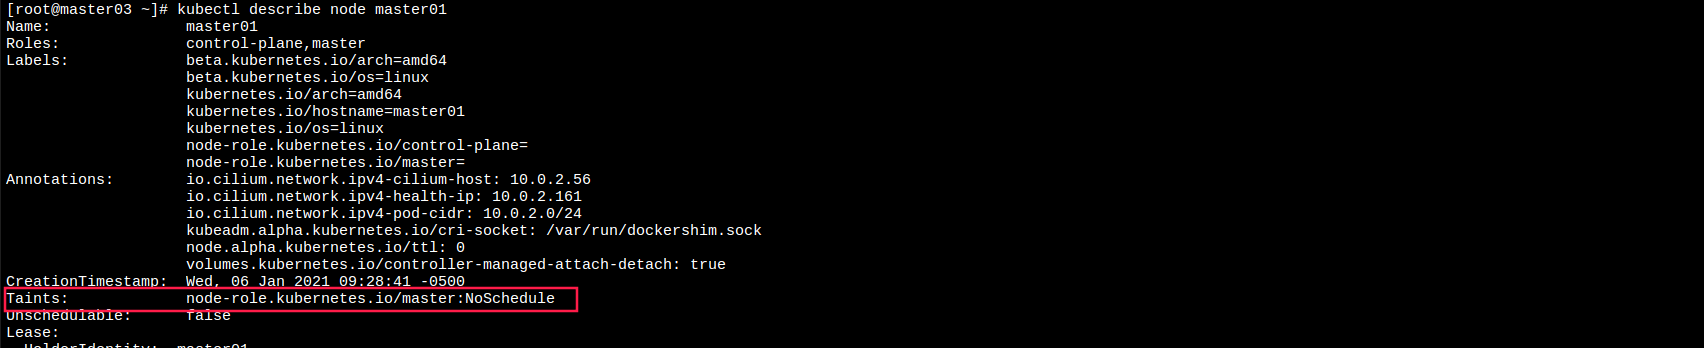 [root@master03 ~]# kubectl describe node master01
Name:               master01
Roles:              control-plane,master
Labels:             beta.kubernetes.io/arch=amd64
                    beta.kubernetes.io/os=linux
                    kubernetes.io/arch=amd64
                    kubernetes.io/hostname=master01
                    kubernetes.io/os=linux
                    node-role.kubernetes.io/control-plane=
                    node-role.kubernetes.io/master=
Annotations:        io.cilium.network.ipv4-cilium-host: 10.0.2.56
                    io.cilium.network.ipv4-health-ip: 10.0.2.161
                    io.cilium.network.ipv4-pod-cidr: 10.0.2.0/24
                    kubeadm.alpha.kubernetes.io/cri-socket: /var/run/dockershim.sock
                    node.alpha.kubernetes.io/ttl: 0
                    volumes.kubernetes.io/controller-managed-attach-detach: true
CreationTimestamp:  Wed, 06 Jan 2021 09:28:41 -0500
Taints:             node-role.kubernetes.io/master:NoSchedule
Unschedulable:      false
Lease:
  HolderIdentity:  master01